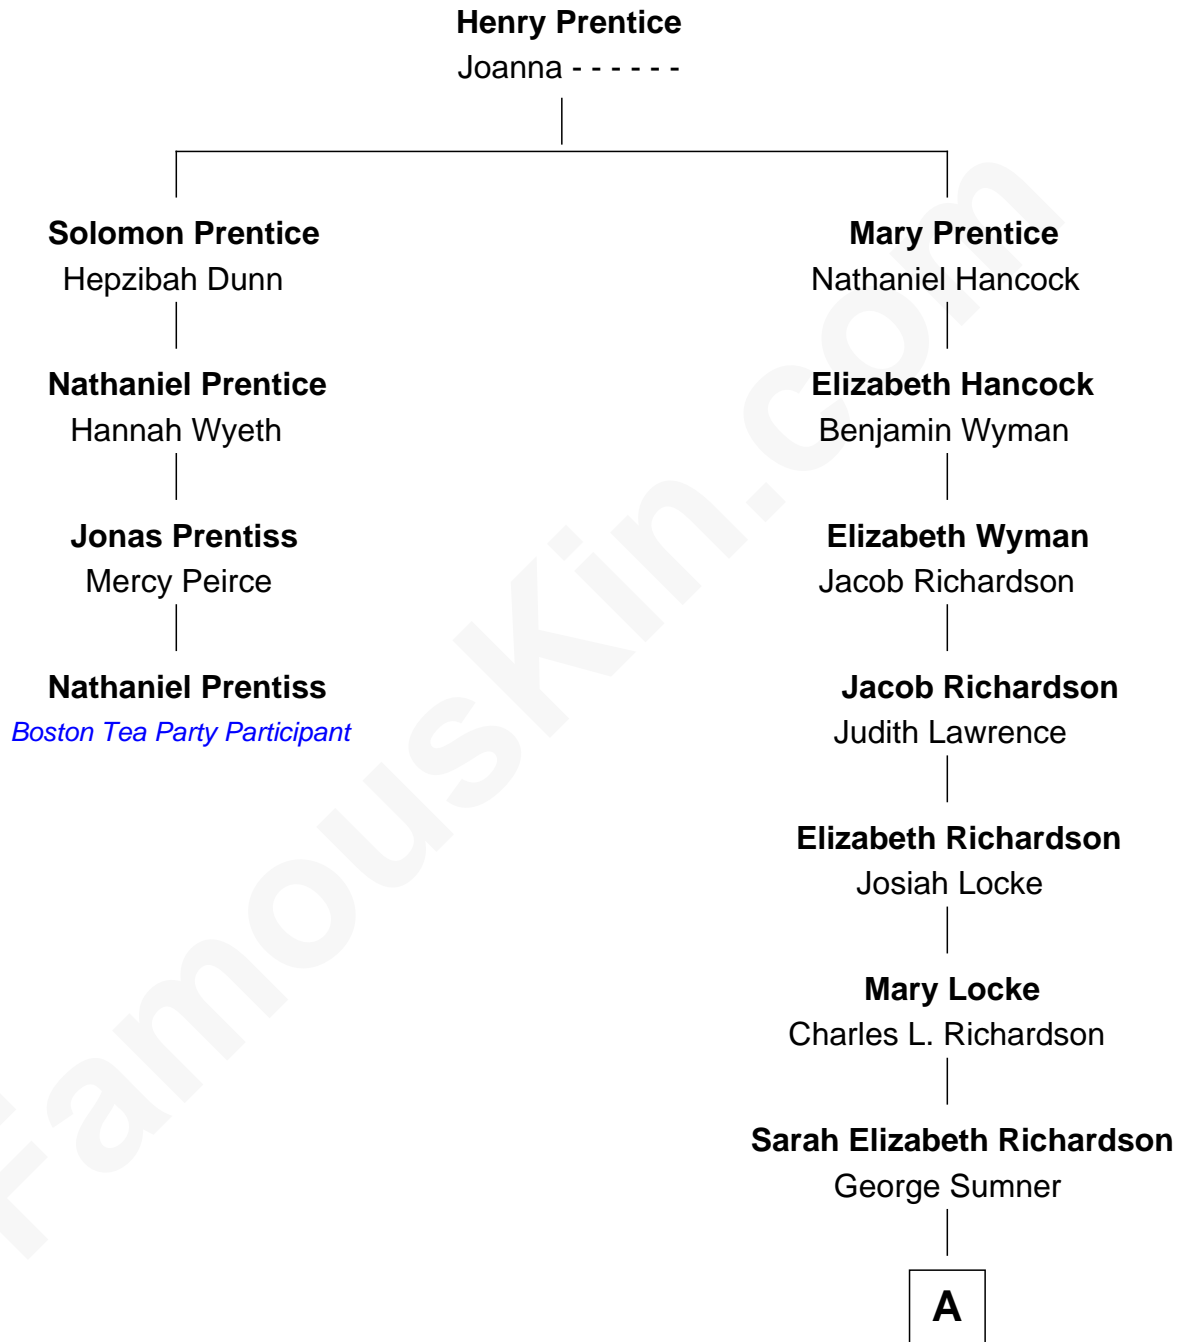 Henry Prentice
Joanna - - - - - -
Solomon Prentice
Hepzibah Dunn
Nathaniel Prentice
Hannah Wyeth
Jonas Prentiss
Mercy Peirce
Nathaniel Prentiss
Boston Tea Party Participant
Mary Prentice
Nathaniel Hancock
Elizabeth Hancock
Benjamin Wyman
Elizabeth Wyman
Jacob Richardson
Jacob Richardson
Judith Lawrence
Elizabeth Richardson
Josiah Locke
Mary Locke
Charles L. Richardson
Sarah Elizabeth Richardson
George Sumner
A
FamousKin.com